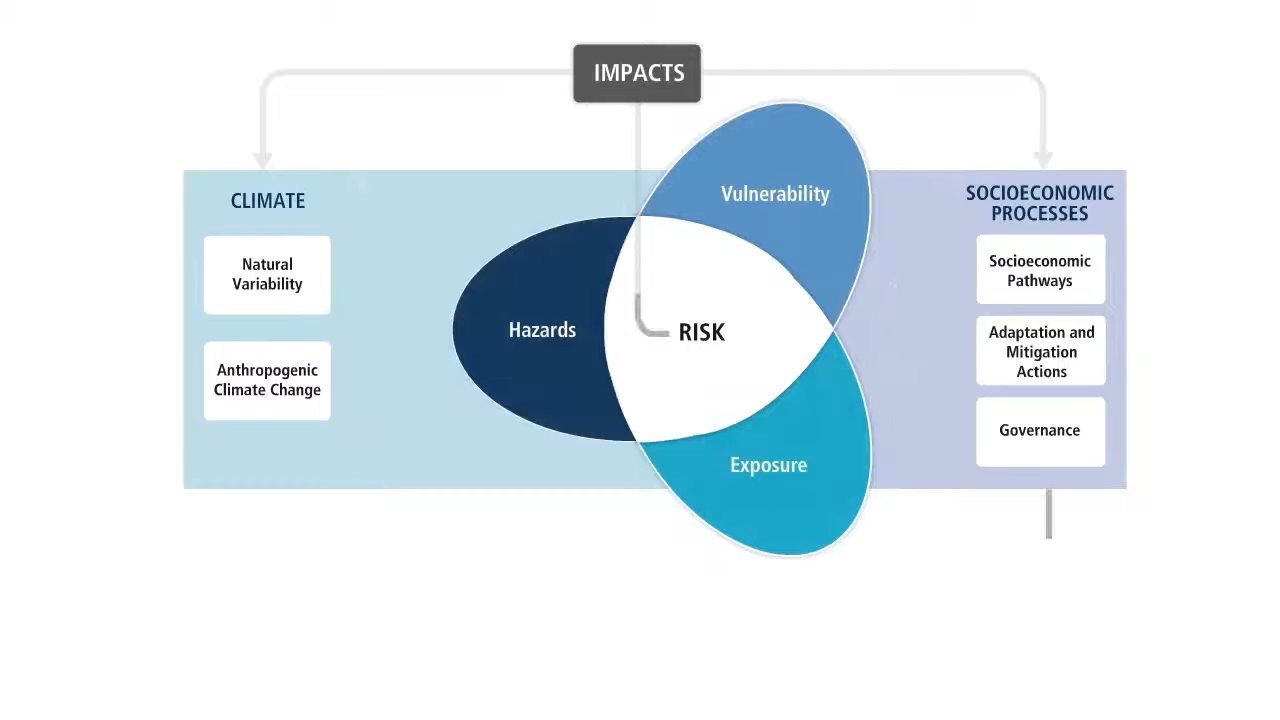 IMPACTS
CLIMATE
Natural
Variability
Anthropogenic
Climate Change
Hazards
Vulnerability
RISK
Exposure
SOCIOECONOMIC
PROCESSES
Socioeconomic
Pathways
Adaptation and
Mitigation
Actions
Governance